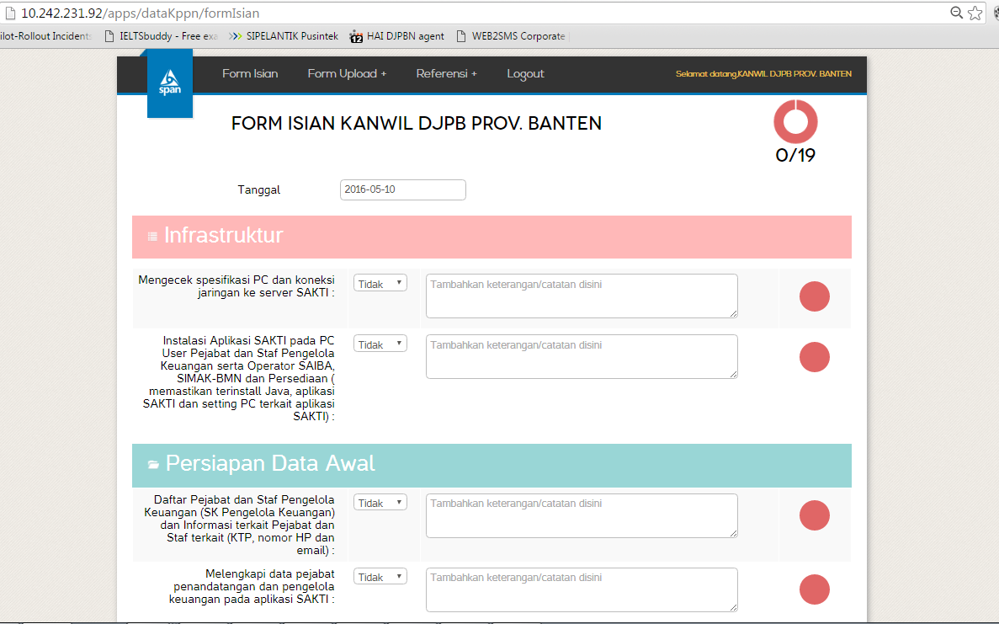 10.242.231.92/apps/dataKppn/formIsian
ilot-Rollout Incident: IELTSbuddy - Free exa SIPELANTIK Pusintek HAI DJPBN agent WEB2SMS Corporate
span Form Isian Form Upload + Referensi + Logout Selamat datang,KANWIL DJPB PROV. BANTEN
FORM ISIAN KANWIL DJPB PROV. BANTEN
0/19
Tanggal 2016-05-10
Infrastruktur
Mengecek spesifikasi PC dan koneksi
jaringan ke server SAKTI :
Tidak
Tambahkan keterangan/catatan disini
Instalasi Aplikasi SAKTI pada PC
User Pejabat dan Staf Pengelola
Keuangan serta Operator SAIBA,
SIMAK-BMN dan Persediaan (
memastikan terinstall Java, aplikasi
SAKTI dan setting PC terkait aplikasi
SAKTI) :
Tidak
Tambahkan keterangan/catatan disini
Persiapan Data Awal
Daftar Pejabat dan Staf Pengelola
Keuangan (SK Pengelola Keuangan)
dan Informasi terkait Pejabat dan
Staf terkait (KTP, nomor HP dan
email) :
Tidak
Tambahkan keterangan/catatan disini
Melengkapi data pejabat
penandatangan dan pengelola
keuangan pada aplikasi SAKTI :
Tidak
Tambahkan keterangan/catatan disini